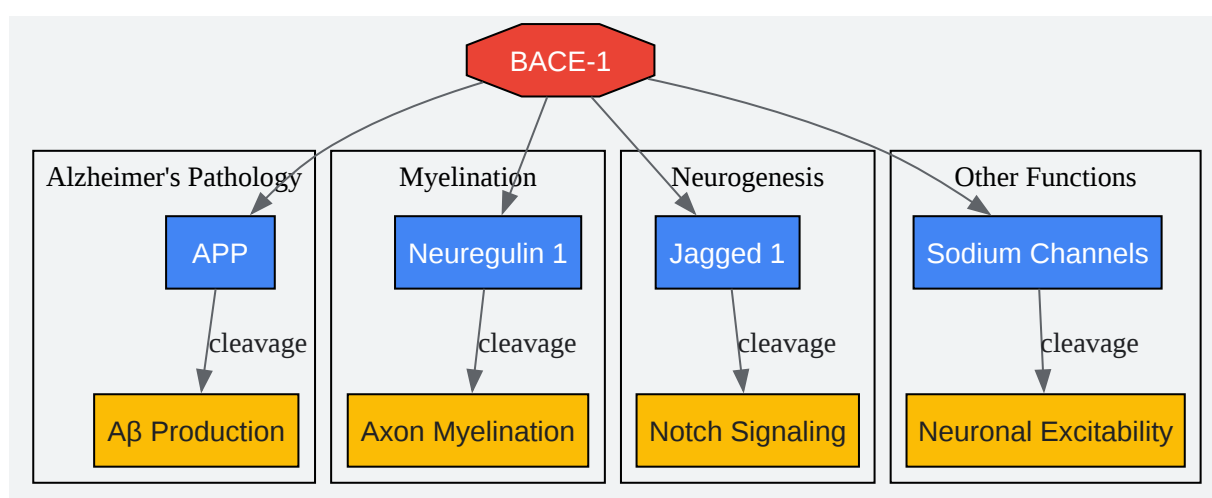 BACE-1
Alzheimer's Pathology
Myelination
Neurogenesis
Other Functions
APP
Neuregulin 1
Jagged 1
Sodium Channels
cleavage
cleavage
cleavage
cleavage
Aβ Production
Axon Myelination
Notch Signaling
Neuronal Excitability